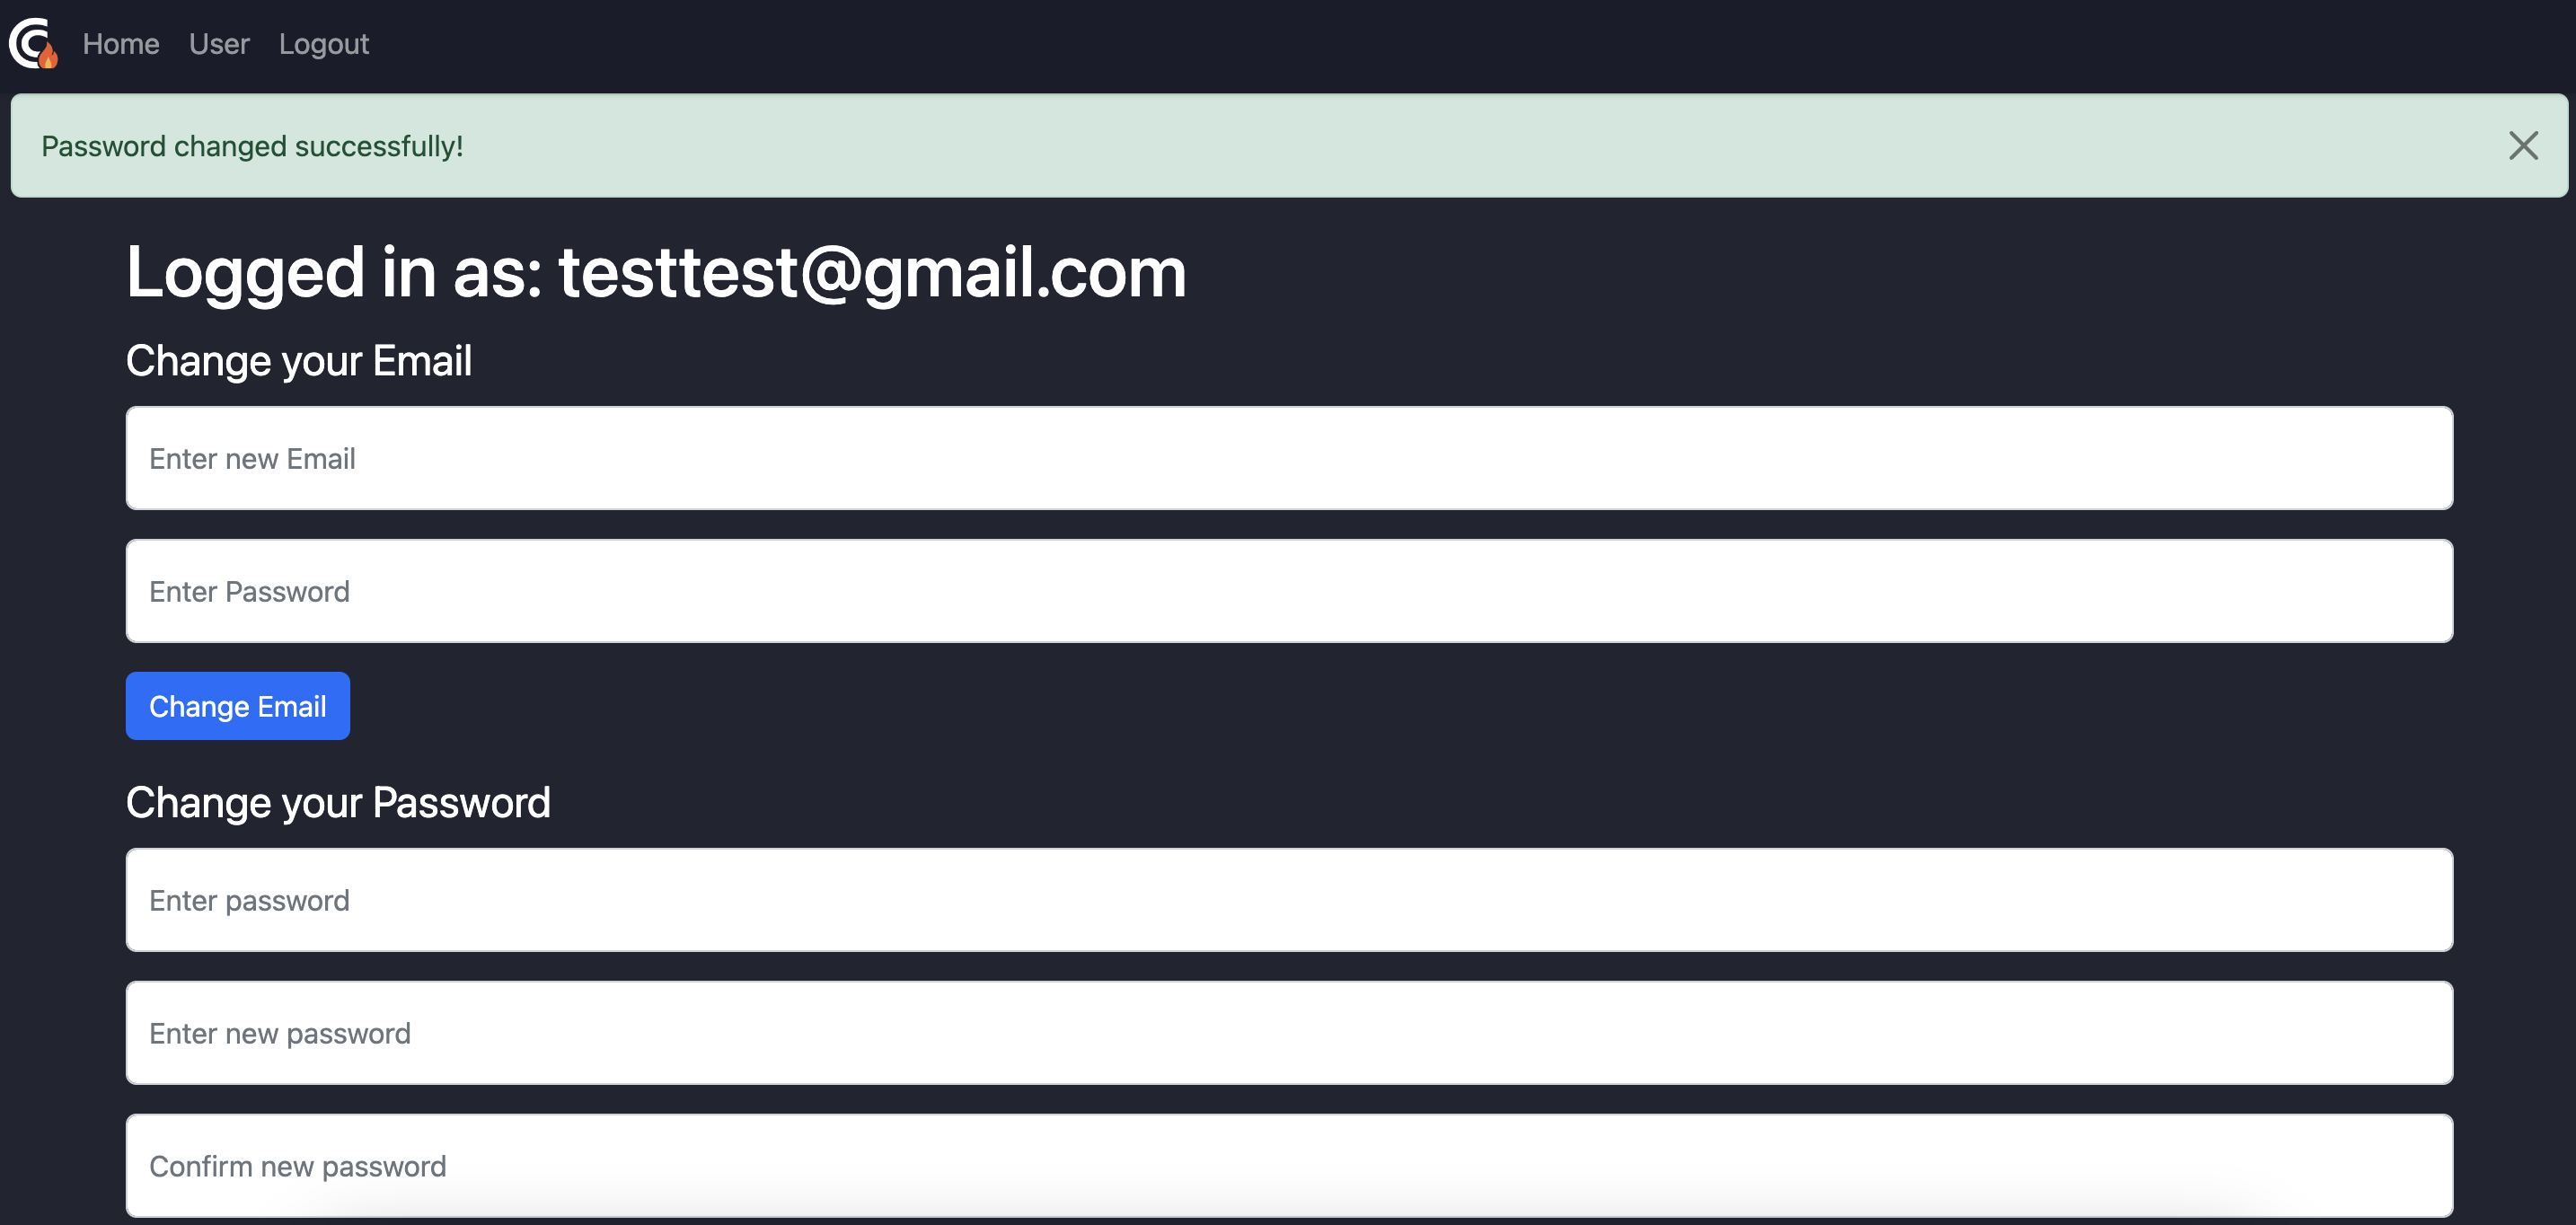 Home User Logout
Password changed successfully!
Logged in as: testtest@gmail.com
Change your Email
Enter new Email
Enter Password
Change Email
Change your Password
Enter password
Enter new password
Confirm new password